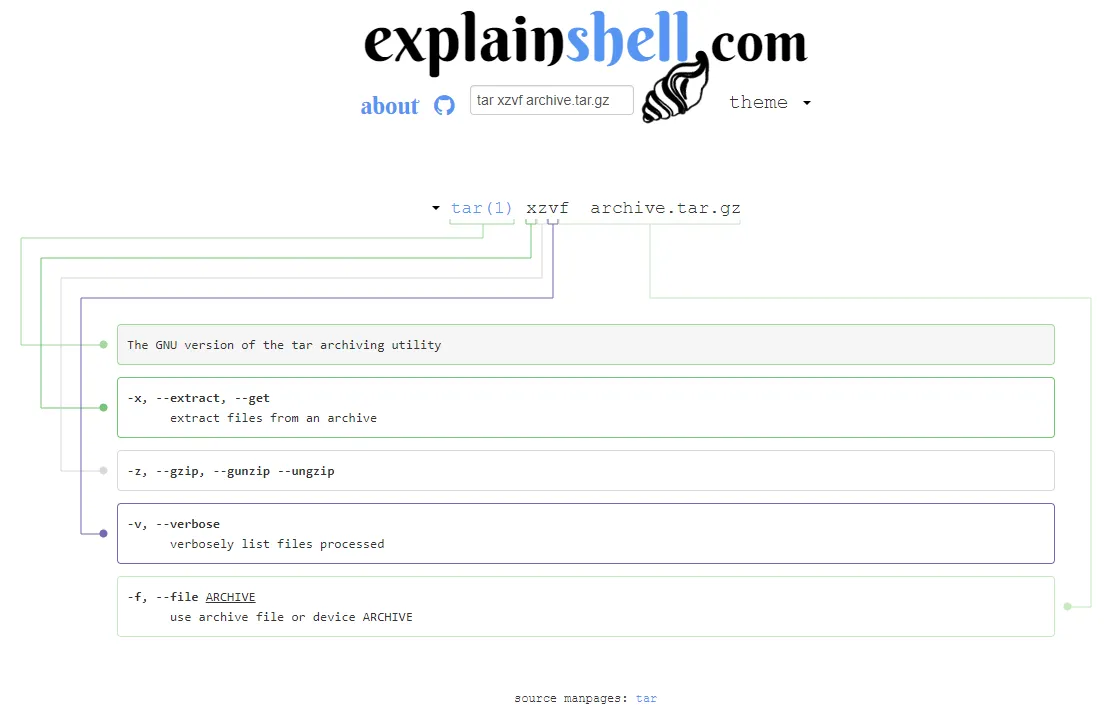 explainshell.com
about tar xzvf archive.tar.gz theme
tar(1) xzvf archive.tar.gz
The GNU version of the tar archiving utility
-x, --extract, --get
extract files from an archive
-z, --gzip, --gunzip --ungzip
-v, --verbose
verbosely list files processed
-f, --file ARCHIVE
use archive file or device ARCHIVE
source manpages: tar